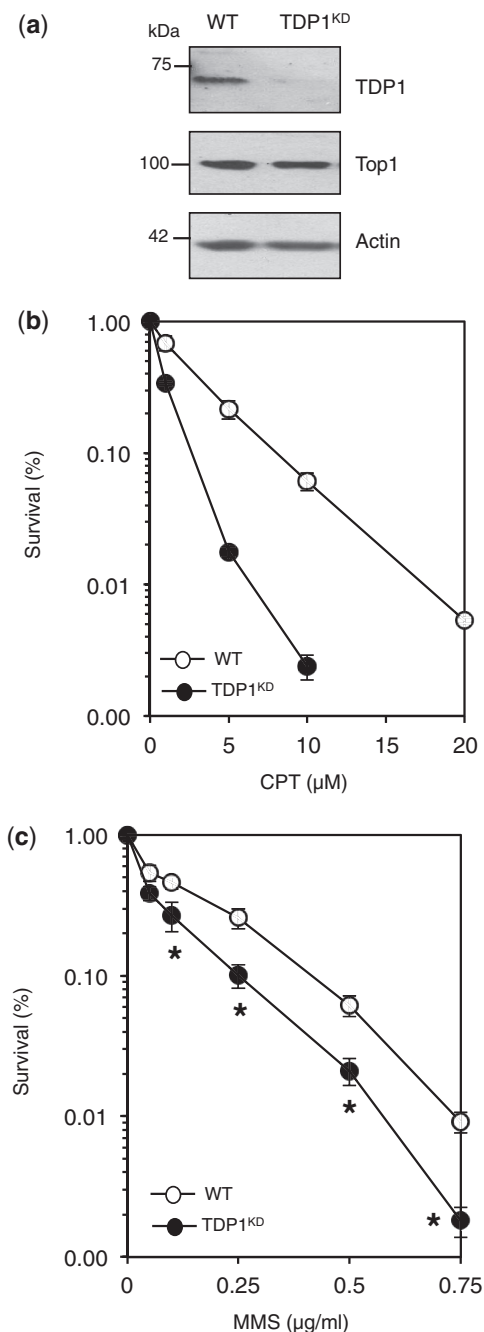 (a)
WT TDP1KD
kDa
75
TDP1
100
Top1
42
Actin
(b)
1.00
0.10
0.01
0.00
Survival (%)
WT
TDP1KD
0 5 10 20
CPT (µM)
(c)
1.00
0.10
0.01
0.00
Survival (%)
*
*
*
*
WT
TDP1KD
0 0.25 0.5 0.75
MMS (µg/ml)